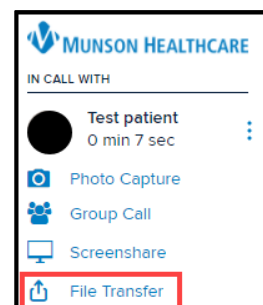 MUNSON HEALTHCARE
IN CALL WITH
Test patient
0 min 7 sec
Photo Capture
Group Call
Screenshare
File Transfer